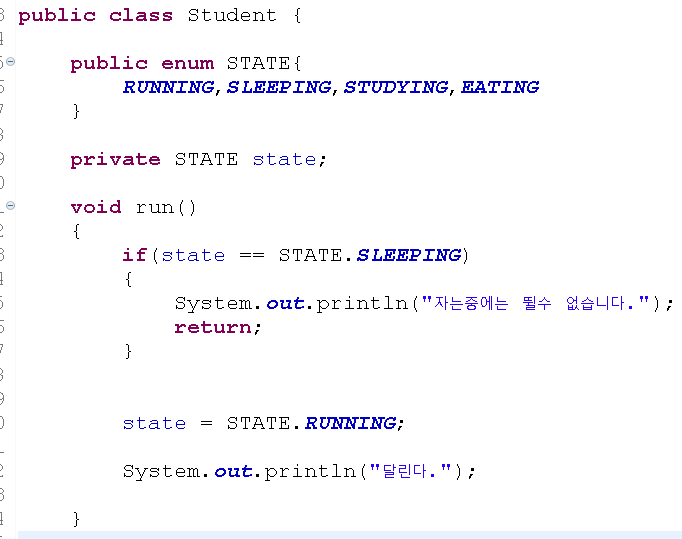 public class Student {
public enum STATE{
RUNNING,SLEEPING,STUDYING,EATING
}
private STATE state;
void run()
{
if(state == STATE.SLEEPING)
{
System.out.println("자는중에는 뛸수 없습니다.");
return;
}
state = STATE.RUNNING;
System.out.println("달린다.");
}